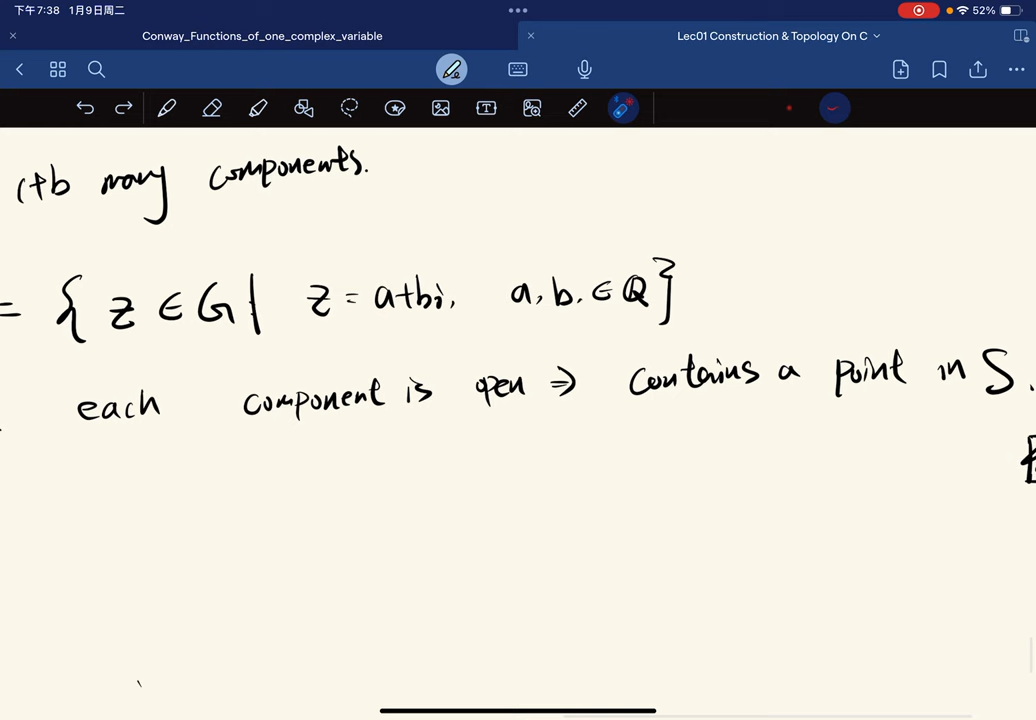 下午7:38 1月9日周二
52%
Conway_Functions_of_one_complex_variable
Lec01 Construction & Topology On C
ctb many components.
= { z ∈ G | z = a+bi, a, b, ∈ Q }
each component is open ⇒ contains a point in S.